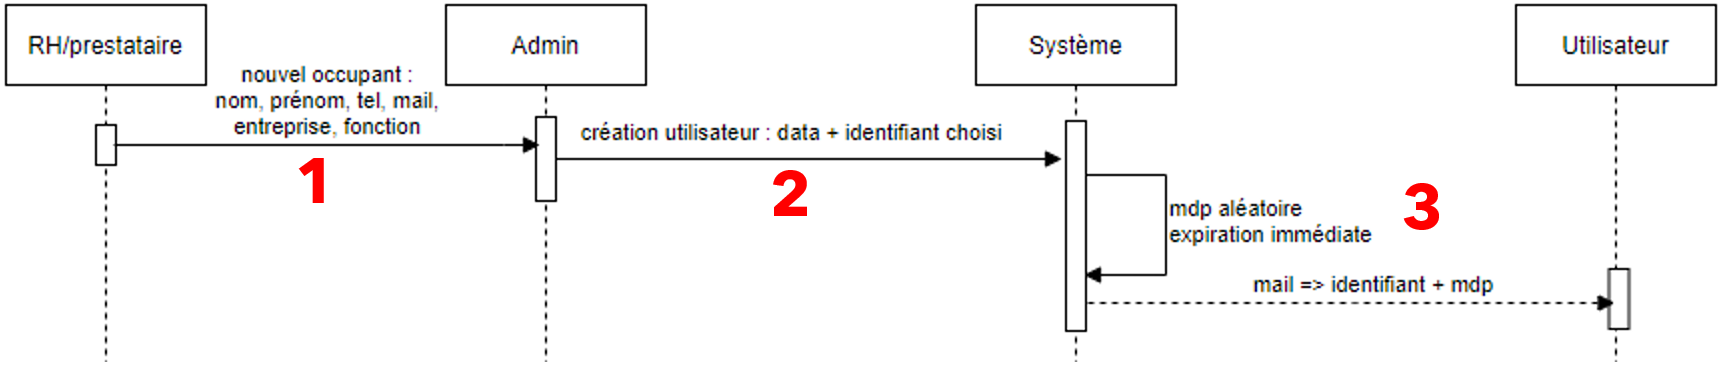 RH/prestataire
Admin
Système
Utilisateur
nouvel occupant :
nom, prénom, tel, mail,
entreprise, fonction
1
création utilisateur : data + identifiant choisi
2
mdp aléatoire
expiration immédiate
3
mail => identifiant + mdp